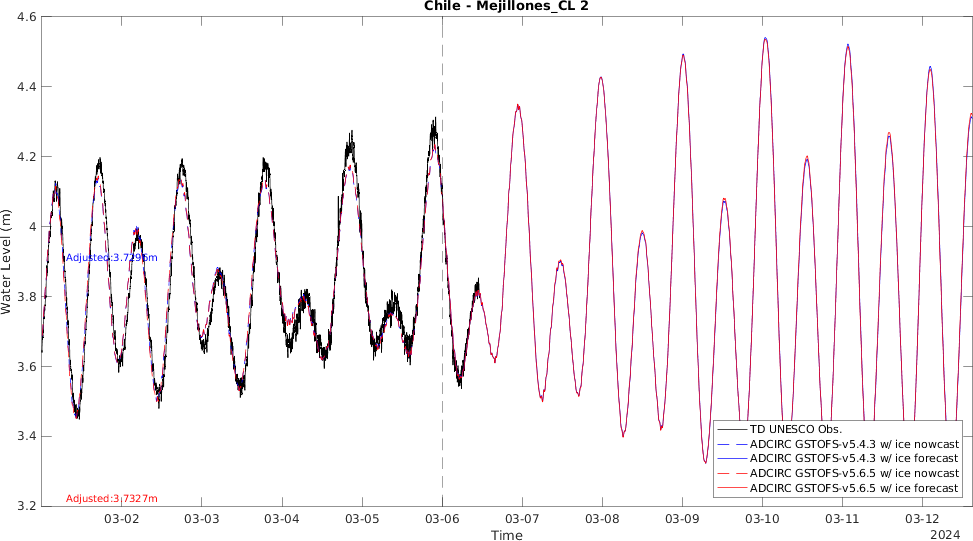 Chile - Mejillones_CL 2
4.6
4.4
4.2
4
3.8
3.6
3.4
3.2
Water Level (m)
Adjusted:3.7296m
Adjusted:3.7327m
TD UNESCO Obs.
ADCIRC GSTOFS-v5.4.3 w/ ice nowcast
ADCIRC GSTOFS-v5.4.3 w/ ice forecast
ADCIRC GSTOFS-v5.6.5 w/ ice nowcast
ADCIRC GSTOFS-v5.6.5 w/ ice forecast
03-02 03-03 03-04 03-05 03-06 03-07 03-08 03-09 03-10 03-11 03-12
Time
2024